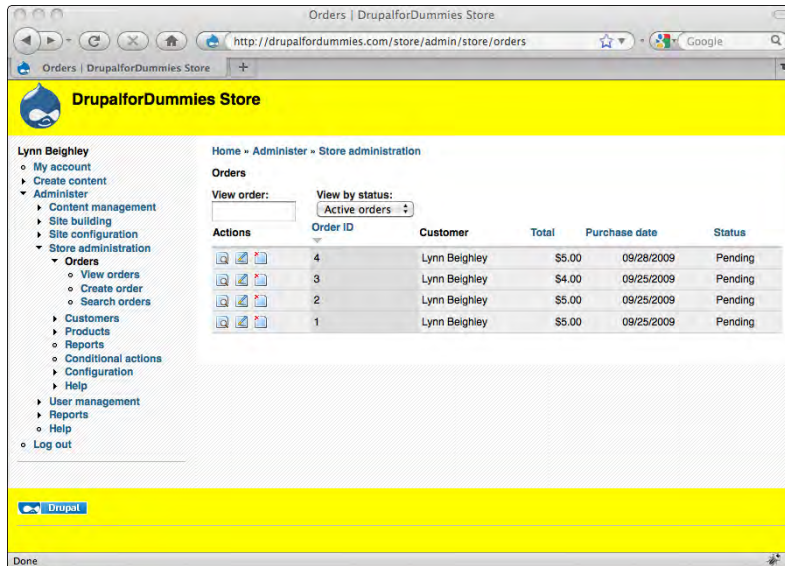 Orders | DrupalforDummies Store
http://drupalfordummies.com/store/admin/store/orders
Google
Orders | DrupalforDummies Store
DrupalforDummies Store
Lynn Beighley
My account
Create content
Administer
Content management
Site building
Site configuration
Store administration
Orders
View orders
Create order
Search orders
Customers
Products
Reports
Conditional actions
Configuration
Help
User management
Reports
Help
Log out
Home » Administer » Store administration
Orders
View order: View by status:
Active orders
Actions Order ID Customer Total Purchase date Status
4 Lynn Beighley $5.00 09/28/2009 Pending
3 Lynn Beighley $4.00 09/25/2009 Pending
2 Lynn Beighley $5.00 09/25/2009 Pending
1 Lynn Beighley $5.00 09/25/2009 Pending
Drupal
Done